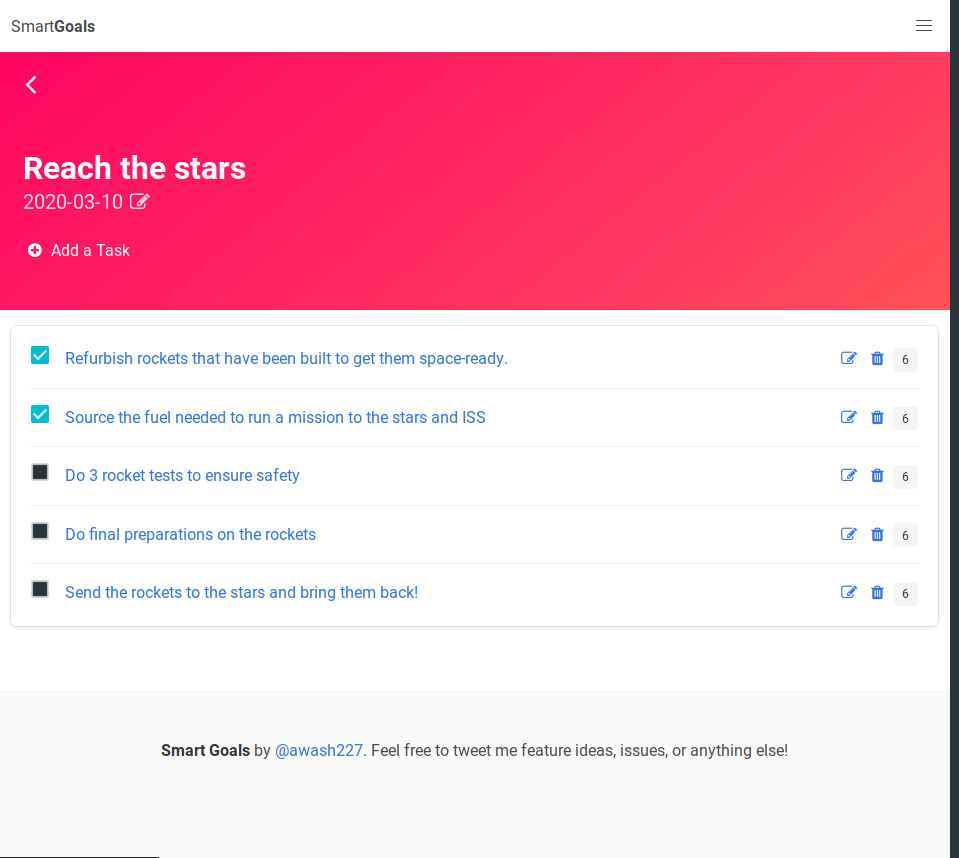 SmartGoals
Reach the stars
2020-03-10
Add a Task
Refurbish rockets that have been built to get them space-ready. 6
Source the fuel needed to run a mission to the stars and ISS 6
Do 3 rocket tests to ensure safety 6
Do final preparations on the rockets 6
Send the rockets to the stars and bring them back! 6
Smart Goals by @awash227. Feel free to tweet me feature ideas, issues, or anything else!